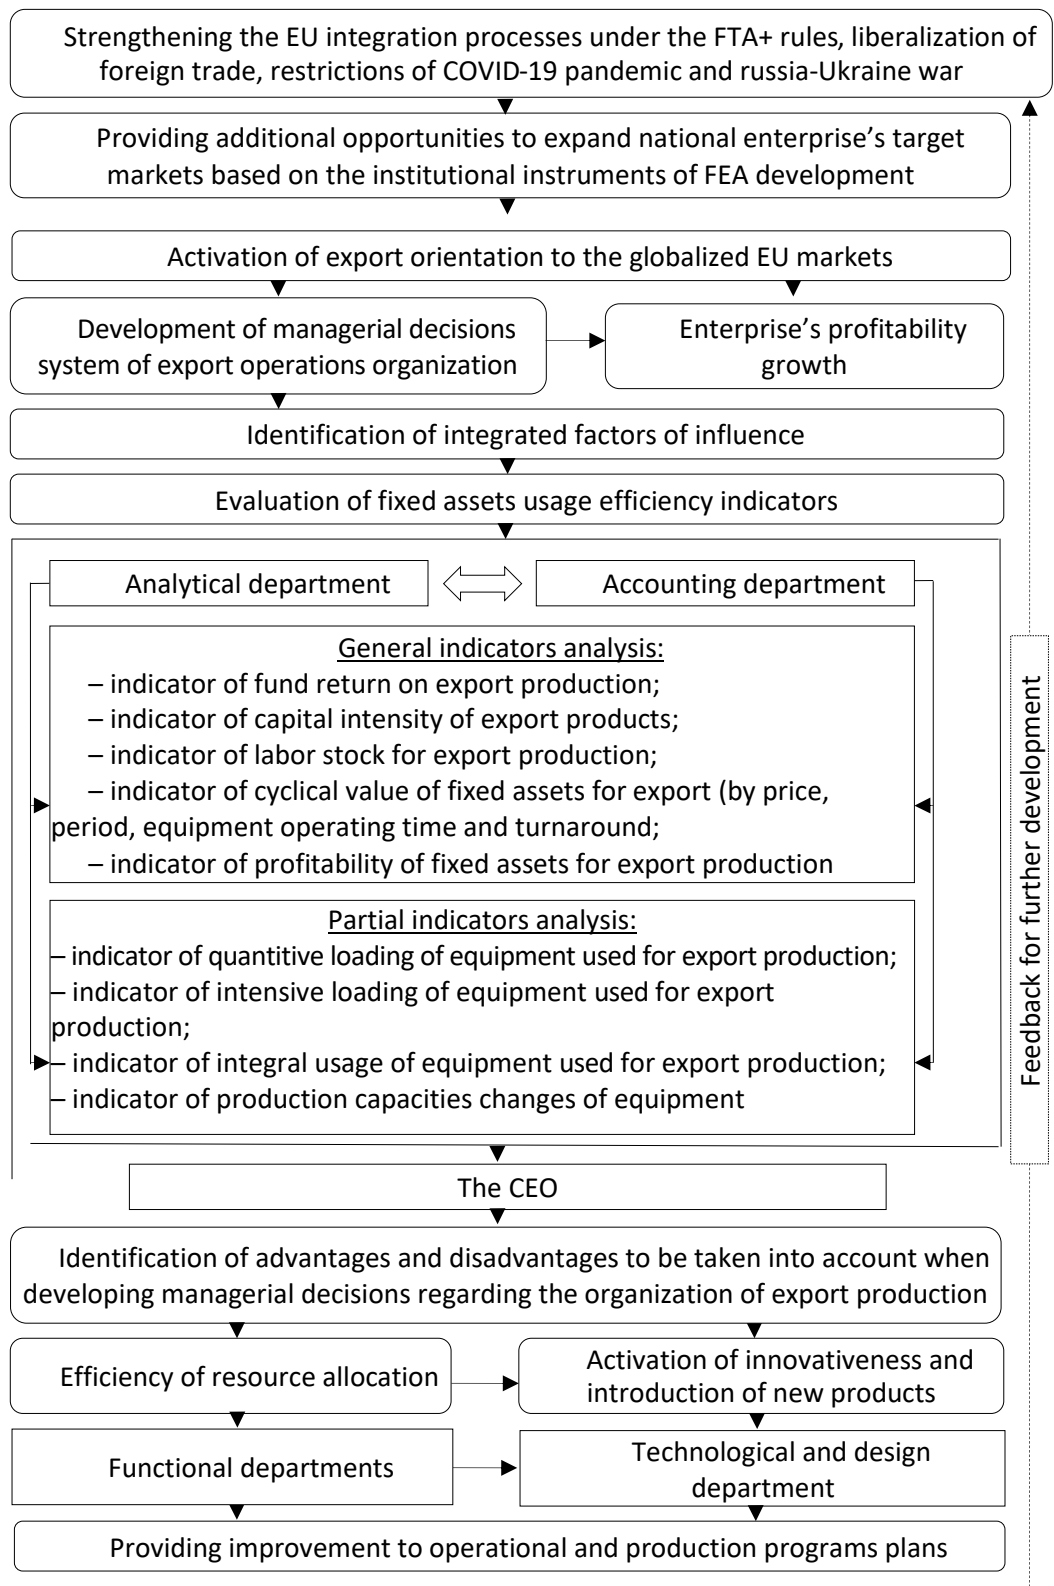 Strengthening the EU integration processes under the FTA+ rules, liberalization of
foreign trade, restrictions of COVID-19 pandemic and russia-Ukraine war
Providing additional opportunities to expand national enterprise’s target
markets based on the institutional instruments of FEA development
Activation of export orientation to the globalized EU markets
Development of managerial decisions
system of export operations organization
Enterprise’s profitability
growth
Identification of integrated factors of influence
Evaluation of fixed assets usage efficiency indicators
Analytical department
Accounting department
General indicators analysis:
– indicator of fund return on export production;
– indicator of capital intensity of export products;
– indicator of labor stock for export production;
– indicator of cyclical value of fixed assets for export (by price,
period, equipment operating time and turnaround;
– indicator of profitability of fixed assets for export production
Partial indicators analysis:
– indicator of quantitive loading of equipment used for export production;
– indicator of intensive loading of equipment used for export
production;
– indicator of integral usage of equipment used for export production;
– indicator of production capacities changes of equipment
Feedback for further development
The CEO
Identification of advantages and disadvantages to be taken into account when
developing managerial decisions regarding the organization of export production
Efficiency of resource allocation
Activation of innovativeness and
introduction of new products
Functional departments
Technological and design
department
Providing improvement to operational and production programs plans